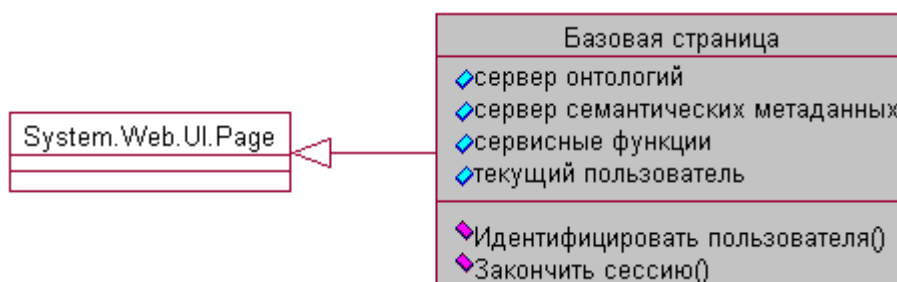 Базовая страница
сервер онтологий
сервер семантических метаданных
сервисные функции
текущий пользователь
System.Web.UI.Page
Идентифицировать пользователя()
Закончить сессию()